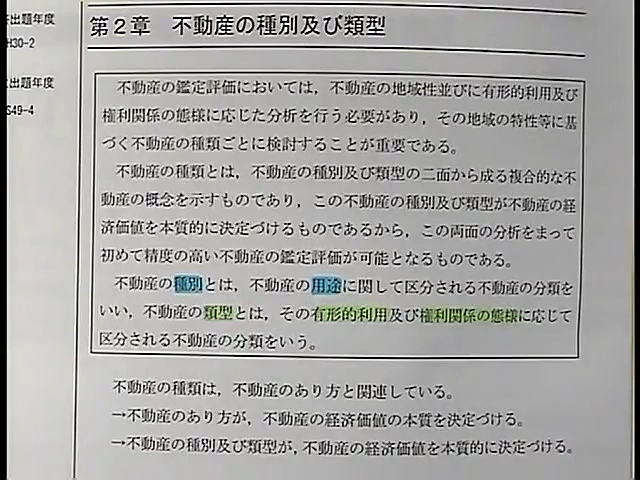 出題年度
H30-2
出題年度
S49-4
第2章 不動産の種別及び類型
不動産の鑑定評価においては，不動産の地域性並びに有形的利用及び
権利関係の態様に応じた分析を行う必要があり，その地域の特性等に基
づく不動産の種類ごとに検討することが重要である。
不動産の種類とは，不動産の種別及び類型の二面から成る複合的な不
動産の概念を示すものであり，この不動産の種別及び類型が不動産の経
済価値を本質的に決定づけるものであるから，この両面の分析をまって
初めて精度の高い不動産の鑑定評価が可能となるものである。
不動産の種別とは，不動産の用途に関して区分される不動産の分類を
いい，不動産の類型とは，その有形的利用及び権利関係の態様に応じて
区分される不動産の分類をいう。
不動産の種類は，不動産のあり方と関連している。
→不動産のあり方が，不動産の経済価値の本質を決定づける。
→不動産の種別及び類型が，不動産の経済価値を本質的に決定づける。